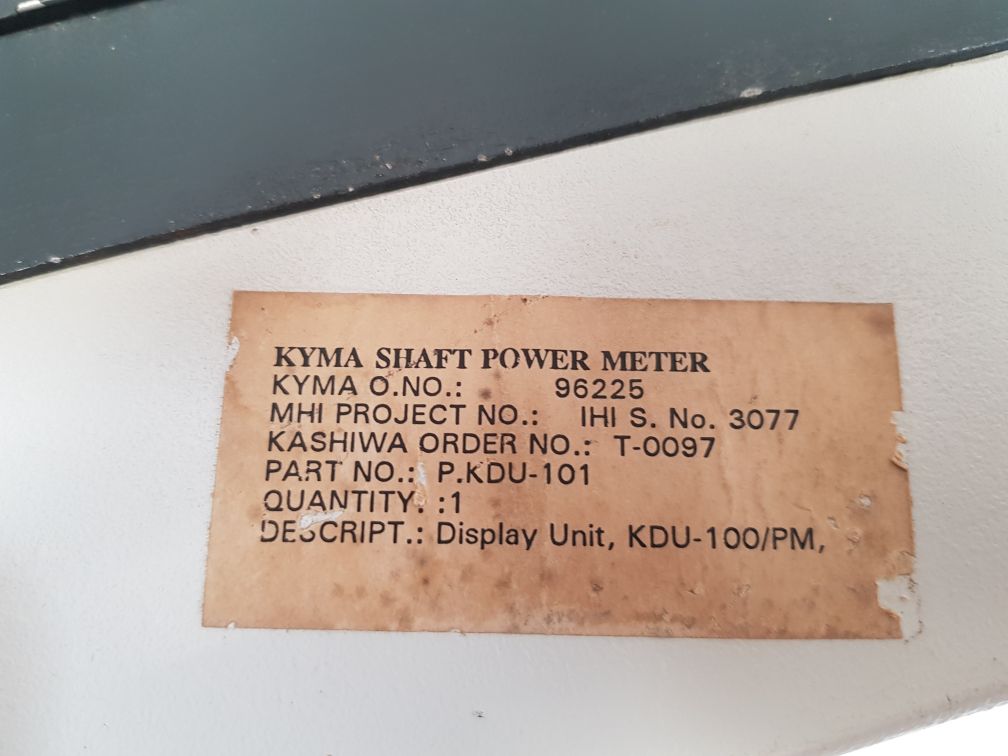 KYMA SHAFT POWER METER
KYMA O.NO.: 96225
MHI PROJECT NO.: IHI S. No. 3077
KASHIWA ORDER NO.: T-0097
PART NO.: P.KDU-101
QUANTITY: :1
DESCRIPT.: Display Unit, KDU-100/PM,